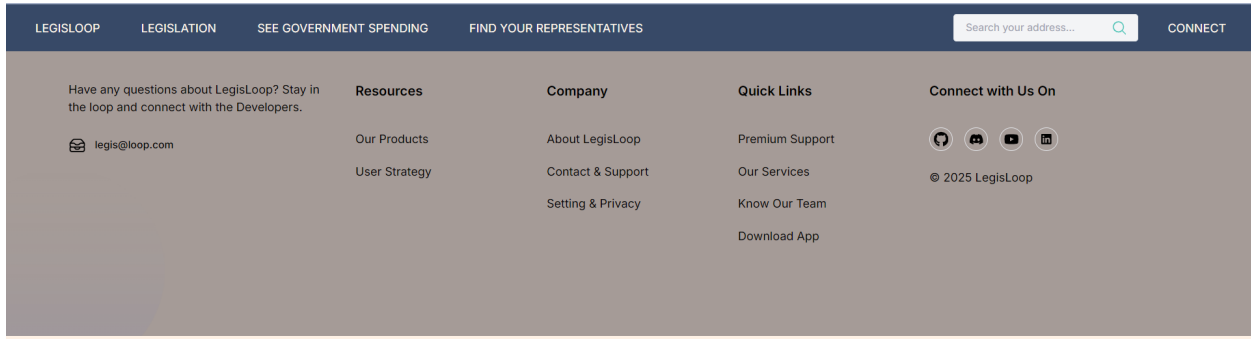 LEGISLOOP LEGISLATION SEE GOVERNMENT SPENDING FIND YOUR REPRESENTATIVES Search your address... CONNECT
Have any questions about LegisLoop? Stay in
the loop and connect with the Developers.
legis@loop.com
Resources
Our Products
User Strategy
Company
About LegisLoop
Contact & Support
Setting & Privacy
Quick Links
Premium Support
Our Services
Know Our Team
Download App
Connect with Us On
in
© 2025 LegisLoop